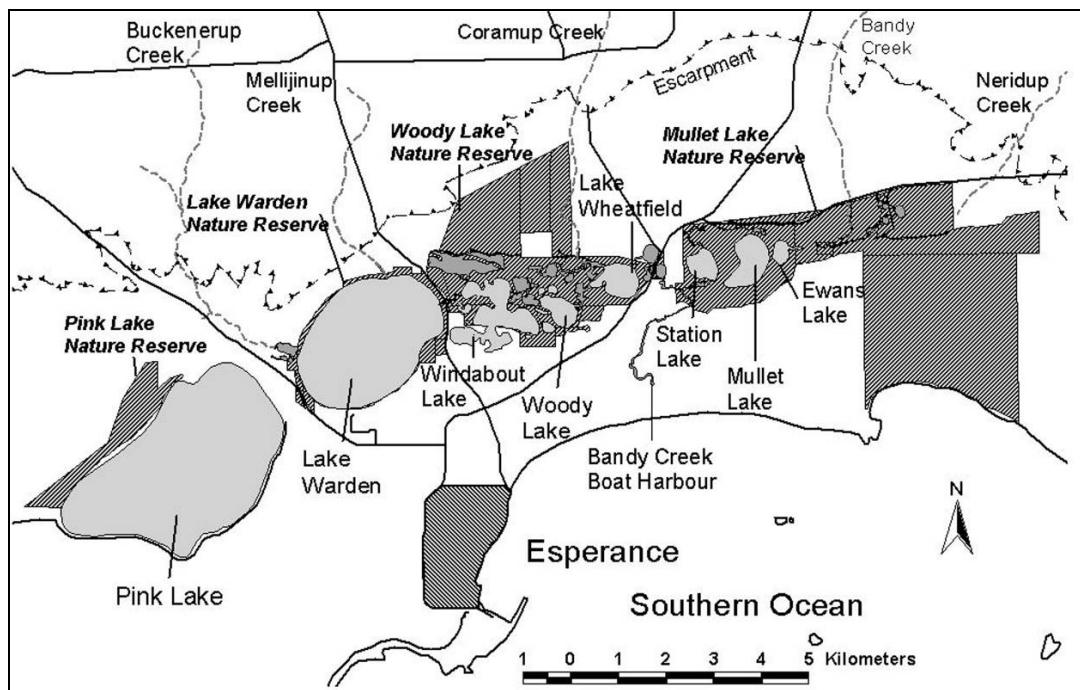 Buckenerup
Creek
Coramup Creek
Bandy
Creek
Mellijinup
Creek
Escarpment
Neridup
Creek
Woody Lake
Nature Reserve
Mullet Lake
Nature Reserve
Lake Warden
Nature Reserve
Lake
Wheatfield
Pink Lake
Nature Reserve
Ewans
Lake
Station
Lake
Windabout
Lake
Mullet
Lake
Woody
Lake
Lake
Warden
Bandy Creek
Boat Harbour
N
Esperance
Pink Lake
Southern Ocean
1 0 1 2 3 4 5 Kilometers